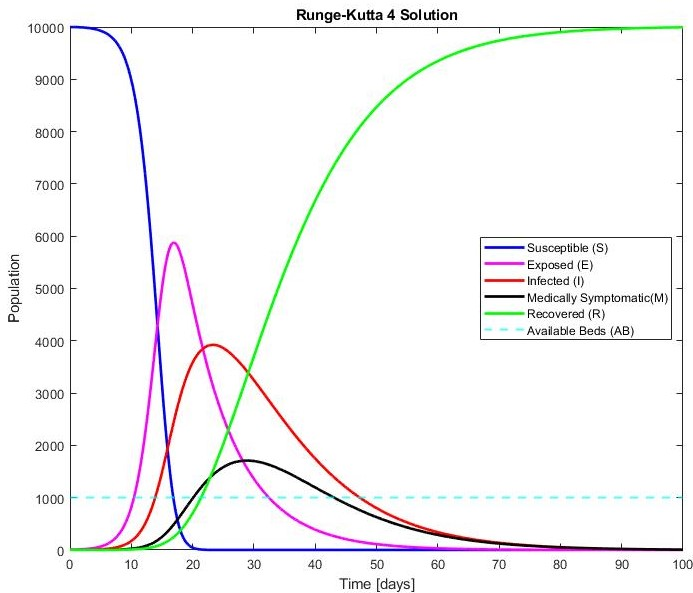 Runge-Kutta 4 Solution
10000
9000
8000
7000
6000
5000
4000
3000
2000
1000
0
Population
Susceptible (S)
Exposed (E)
Infected (I)
Medically Symptomatic(M)
Recovered (R)
Available Beds (AB)
0 10 20 30 40 50 60 70 80 90 100
Time [days]